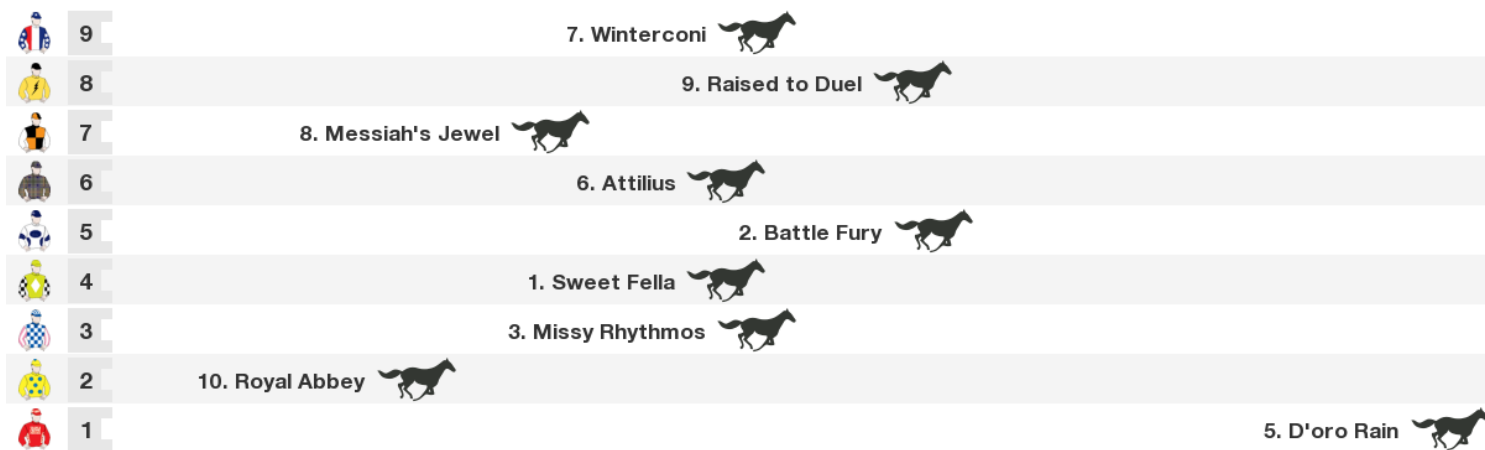 9 7. Winterconi
8 9. Raised to Duel
7 8. Messiah's Jewel
6 6. Attilius
5 2. Battle Fury
4 1. Sweet Fella
3 3. Missy Rhythmos
2 10. Royal Abbey
1 5. D'oro Rain